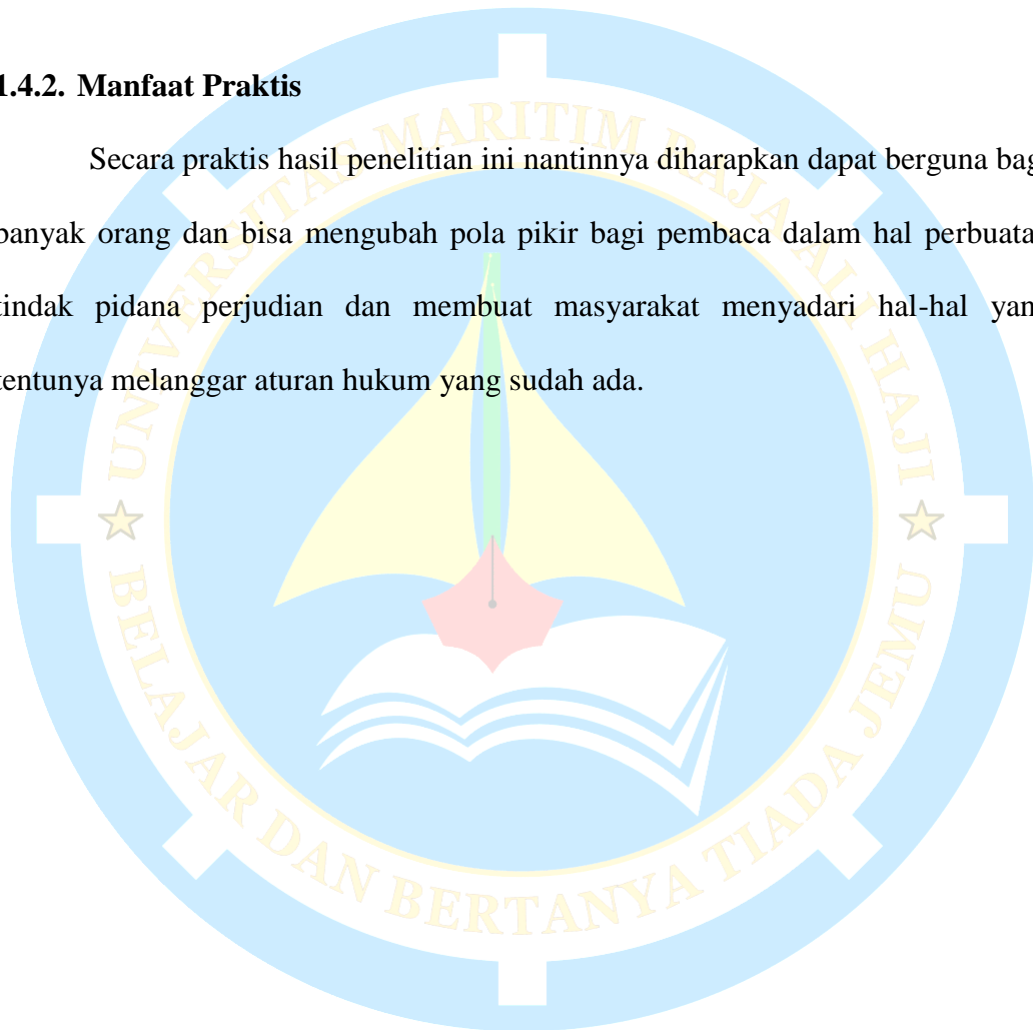 1.4.2. Manfaat Praktis
Secara praktis hasil penelitian ini nantinnya diharapkan dapat berguna bag
banyak orang dan bisa mengubah pola pikir bagi pembaca dalam hal perbuata
tindak pidana perjudian dan membuat masyarakat menyadari hal-hal yan
tentunya melanggar aturan hukum yang sudah ada.
UNIVERSITAS MARITIM RAJA ALI HAJI
BELAJAR DAN BERTANYA TIADA JEMU